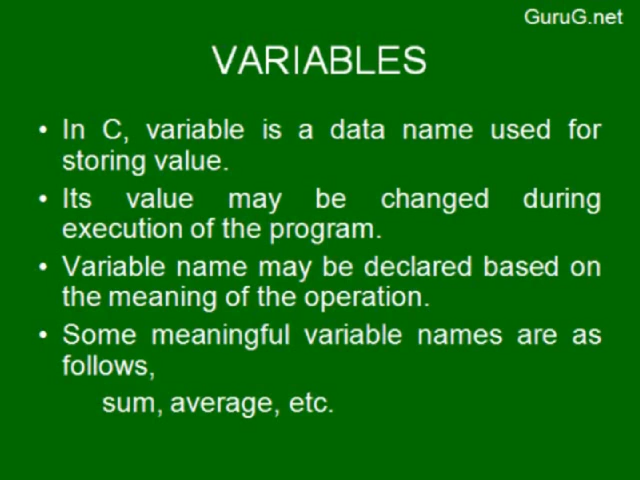 GuruG.net
VARIABLES
• In C, variable is a data name used for
storing value.
• Its value may be changed during
execution of the program.
• Variable name may be declared based on
the meaning of the operation.
• Some meaningful variable names are as
follows,
sum, average, etc.